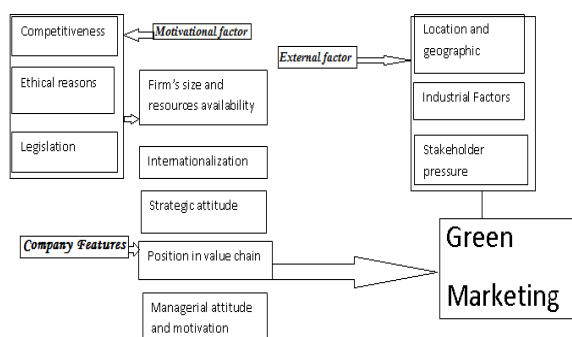 Competitiveness
Motivational factor
Ethical reasons
Legislation
Firm's size and
resources availability
Internationalization
Strategic attitude
Company Features
Position in value chain
Managerial attitude
and motivation
External factor
Location and
geographic
Industrial Factors
Stakeholder
pressure
Green
Marketing